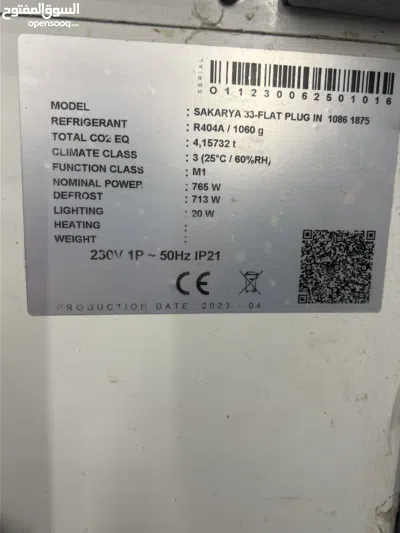 السوق المفتوح
opensooq.com
SERIAL
O11230062501016
MODEL : SAKARYA 33-FLAT PLUG IN 1086 1875
REFRIGERANT : R404A / 1060 g
TOTAL CO2 EQ : 4,15732 t
CLIMATE CLASS : 3 (25°C / 60%RH)
FUNCTION CLASS : M1
NOMINAL POWER : 765 W
DEFROST : 713 W
LIGHTING : 20 W
HEATING :
WEIGHT :
230V 1P ~ 50Hz IP21
CE
PRODUCTION DATE 2023 - 04